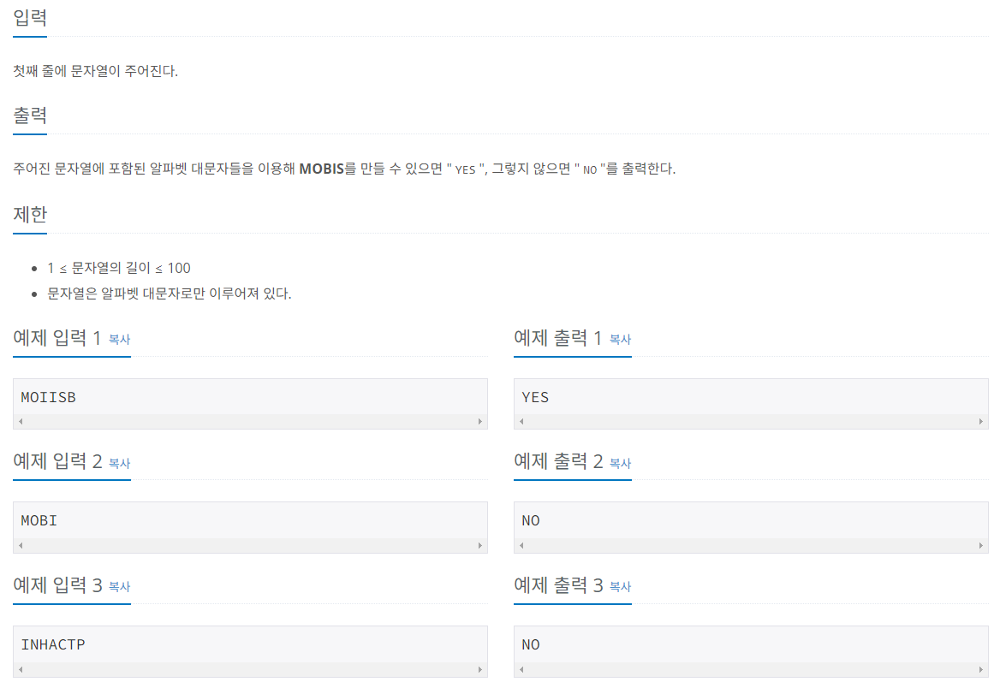 입력
첫째 줄에 문자열이 주어진다.
출력
주어진 문자열에 포함된 알파벳 대문자들을 이용해 MOBIS를 만들 수 있으면 " YES ", 그렇지 않으면 " NO "를 출력한다.
제한
1 ≤ 문자열의 길이 ≤ 100
문자열은 알파벳 대문자로만 이루어져 있다.
예제 입력 1 복사
MOIISB
예제 출력 1 복사
YES
예제 입력 2 복사
MOBI
예제 출력 2 복사
NO
예제 입력 3 복사
INHACTP
예제 출력 3 복사
NO